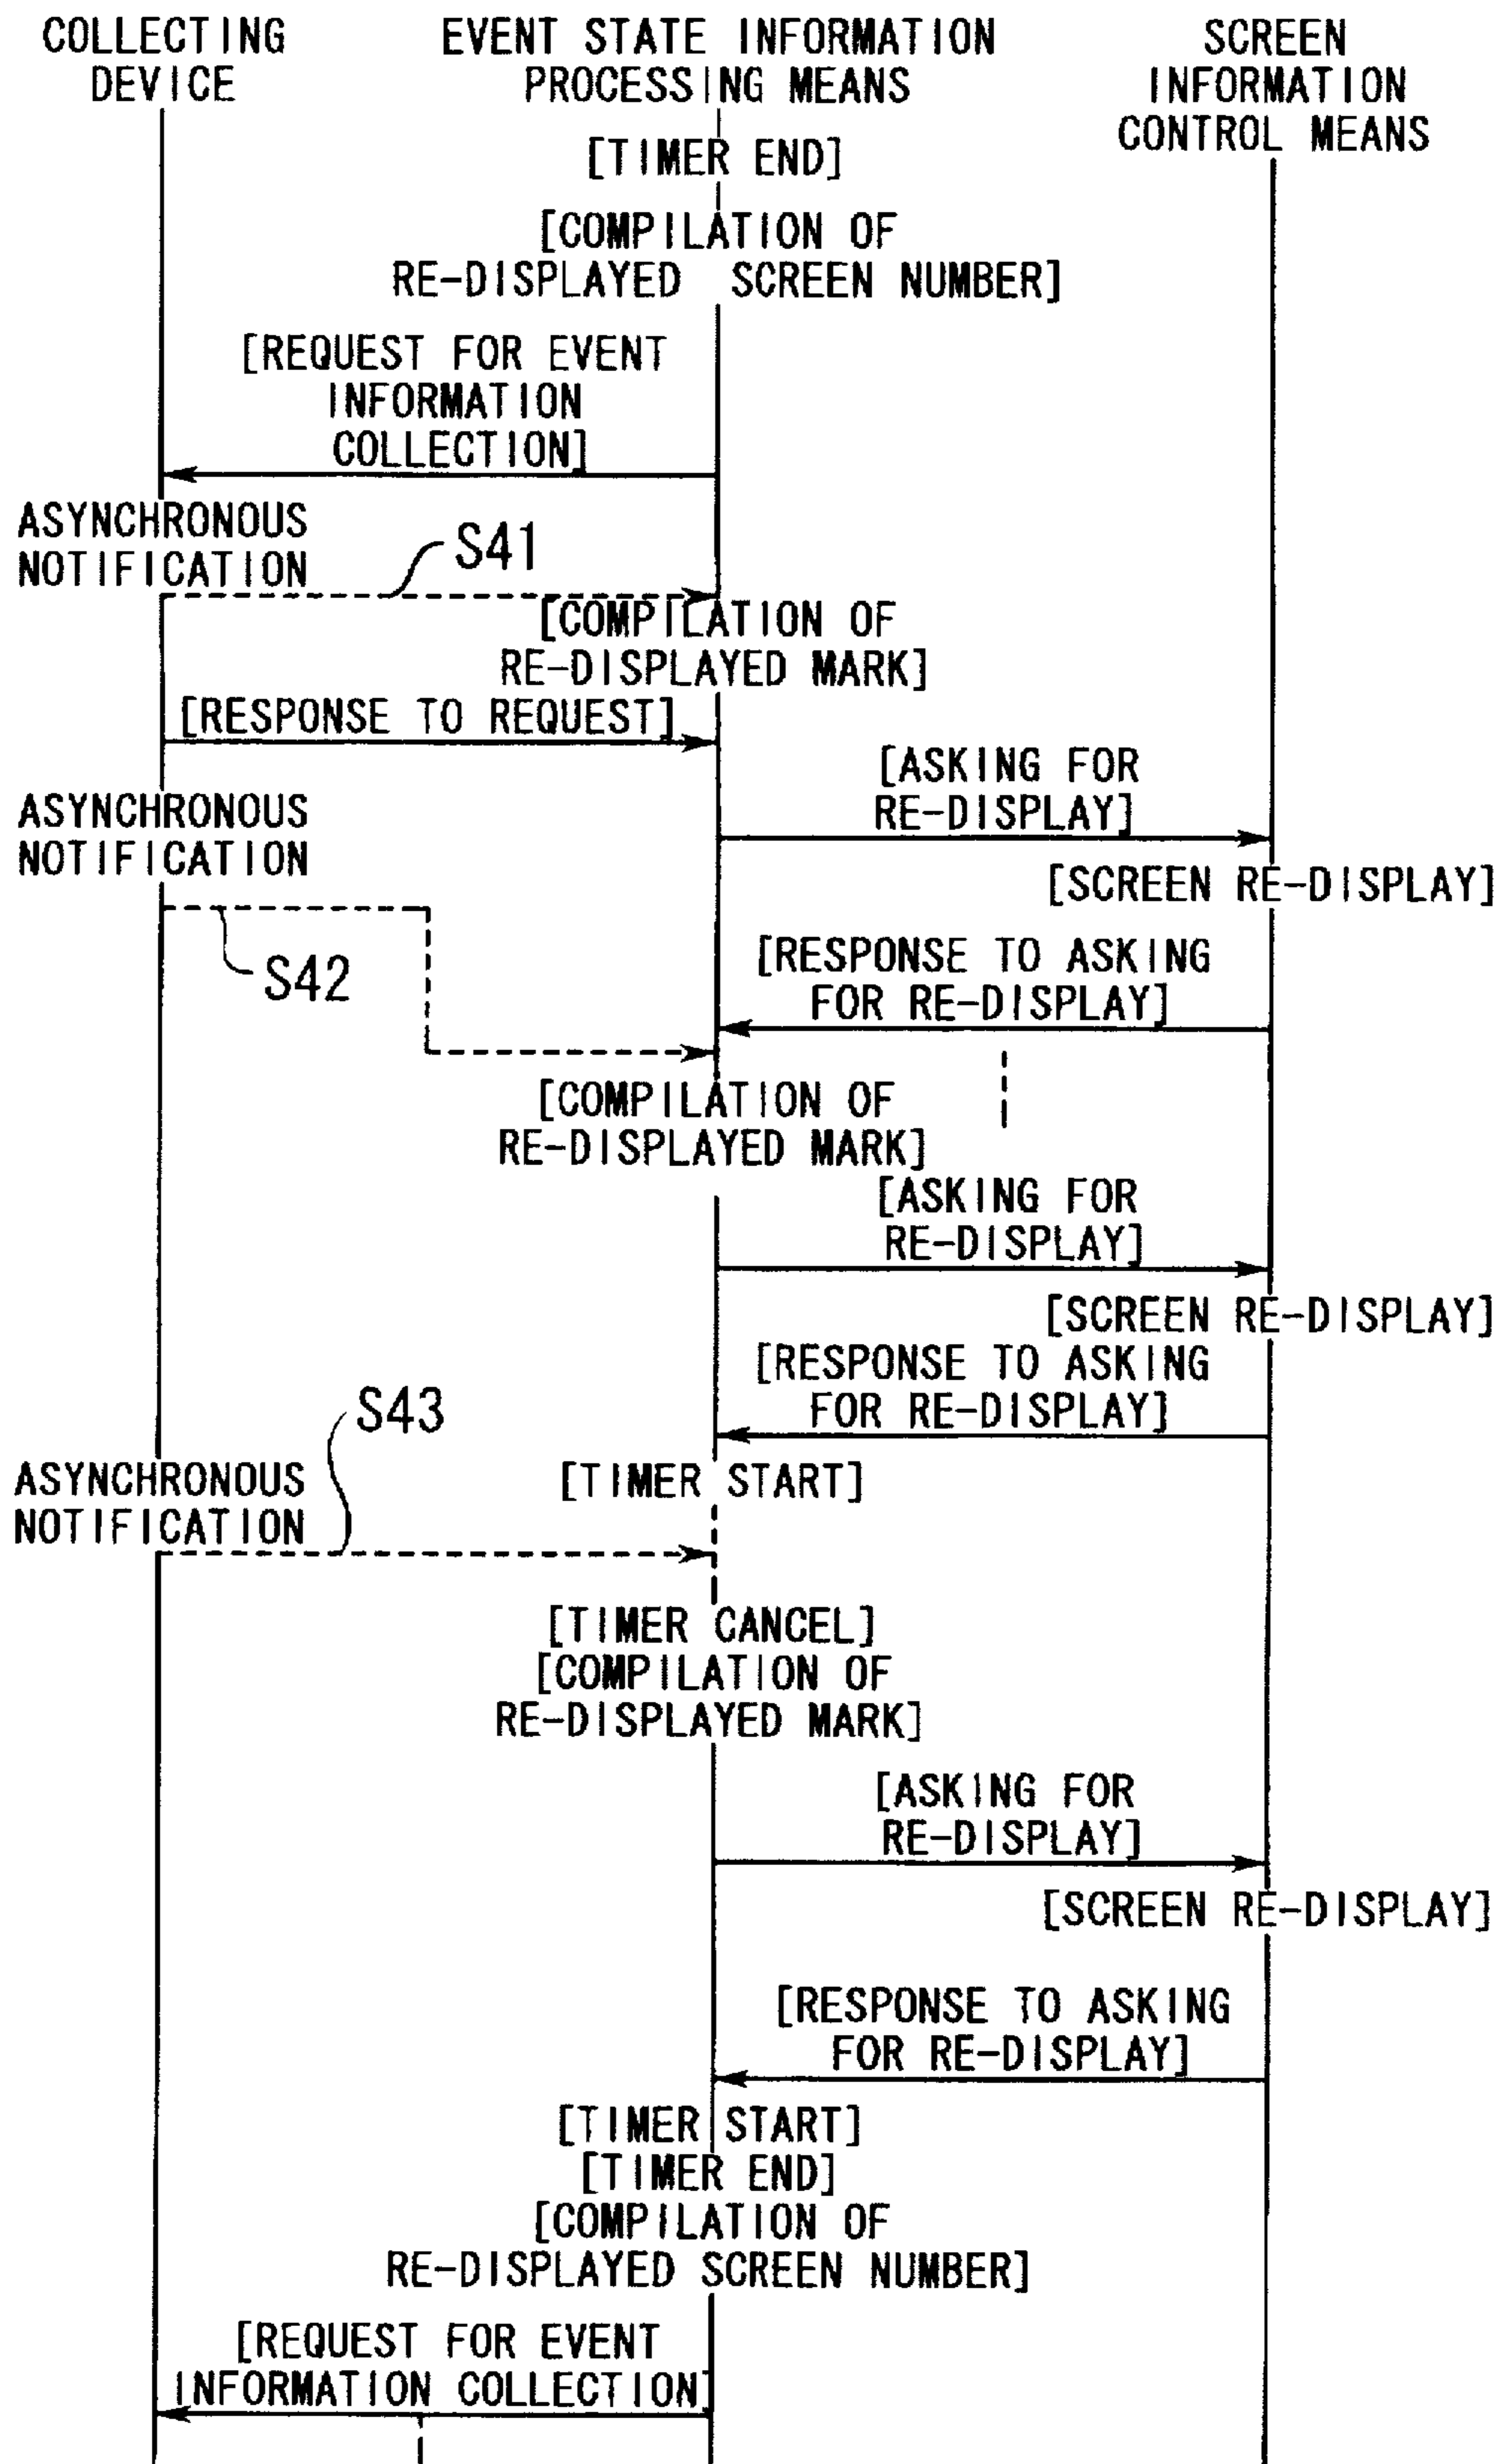 COLLECTING
DEVICE
EVENT STATE INFORMATION
PROCESSING MEANS
SCREEN
INFORMATION
CONTROL MEANS
[TIMER END]
[COMPILATION OF
RE-DISPLAYED SCREEN NUMBER]
[REQUEST FOR EVENT
INFORMATION
COLLECTION]
ASYNCHRONOUS
NOTIFICATION
S41
[COMPILATION OF
RE-DISPLAYED MARK]
[RESPONSE TO REQUEST]
[ASKING FOR
RE-DISPLAY]
ASYNCHRONOUS
NOTIFICATION
[SCREEN RE-DISPLAY]
S42
[RESPONSE TO ASKING
FOR RE-DISPLAY]
[COMPILATION OF
RE-DISPLAYED MARK]
[ASKING FOR
RE-DISPLAY]
[SCREEN RE-DISPLAY]
[RESPONSE TO ASKING
FOR RE-DISPLAY]
S43
ASYNCHRONOUS
NOTIFICATION
[TIMER START]
[TIMER CANCEL]
[COMPILATION OF
RE-DISPLAYED MARK]
[ASKING FOR
RE-DISPLAY]
[SCREEN RE-DISPLAY]
[RESPONSE TO ASKING
FOR RE-DISPLAY]
[TIMER START]
[TIMER END]
[COMPILATION OF
RE-DISPLAYED SCREEN NUMBER]
[REQUEST FOR EVENT
INFORMATION COLLECTION]